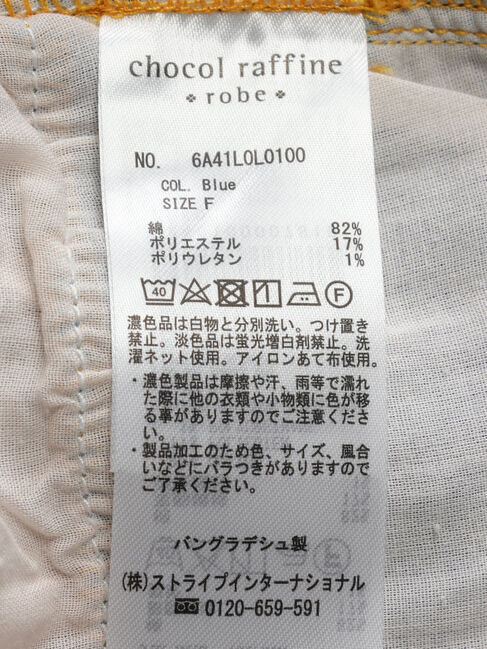 chocol raffine
robe
NO. 6A41L0L0100
COL. Blue
SIZE F
綿 82%
ポリエステル 17%
ポリウレタン 1%
40 F
濃色品は白物と分別洗い。つけ置き
禁止。淡色品は蛍光増白剤禁止。洗
濯ネット使用。アイロンあて布使用。
・濃色製品は摩擦や汗、雨等で濡れ
た際に他の衣類や小物類に色が移
る事がありますのでご注意くださ
い。
・製品加工のため色、サイズ、風合
いなどにバラつきがありますので
ご了承ください。
バングラデシュ製
(株)ストライプインターナショナル
0120-659-591